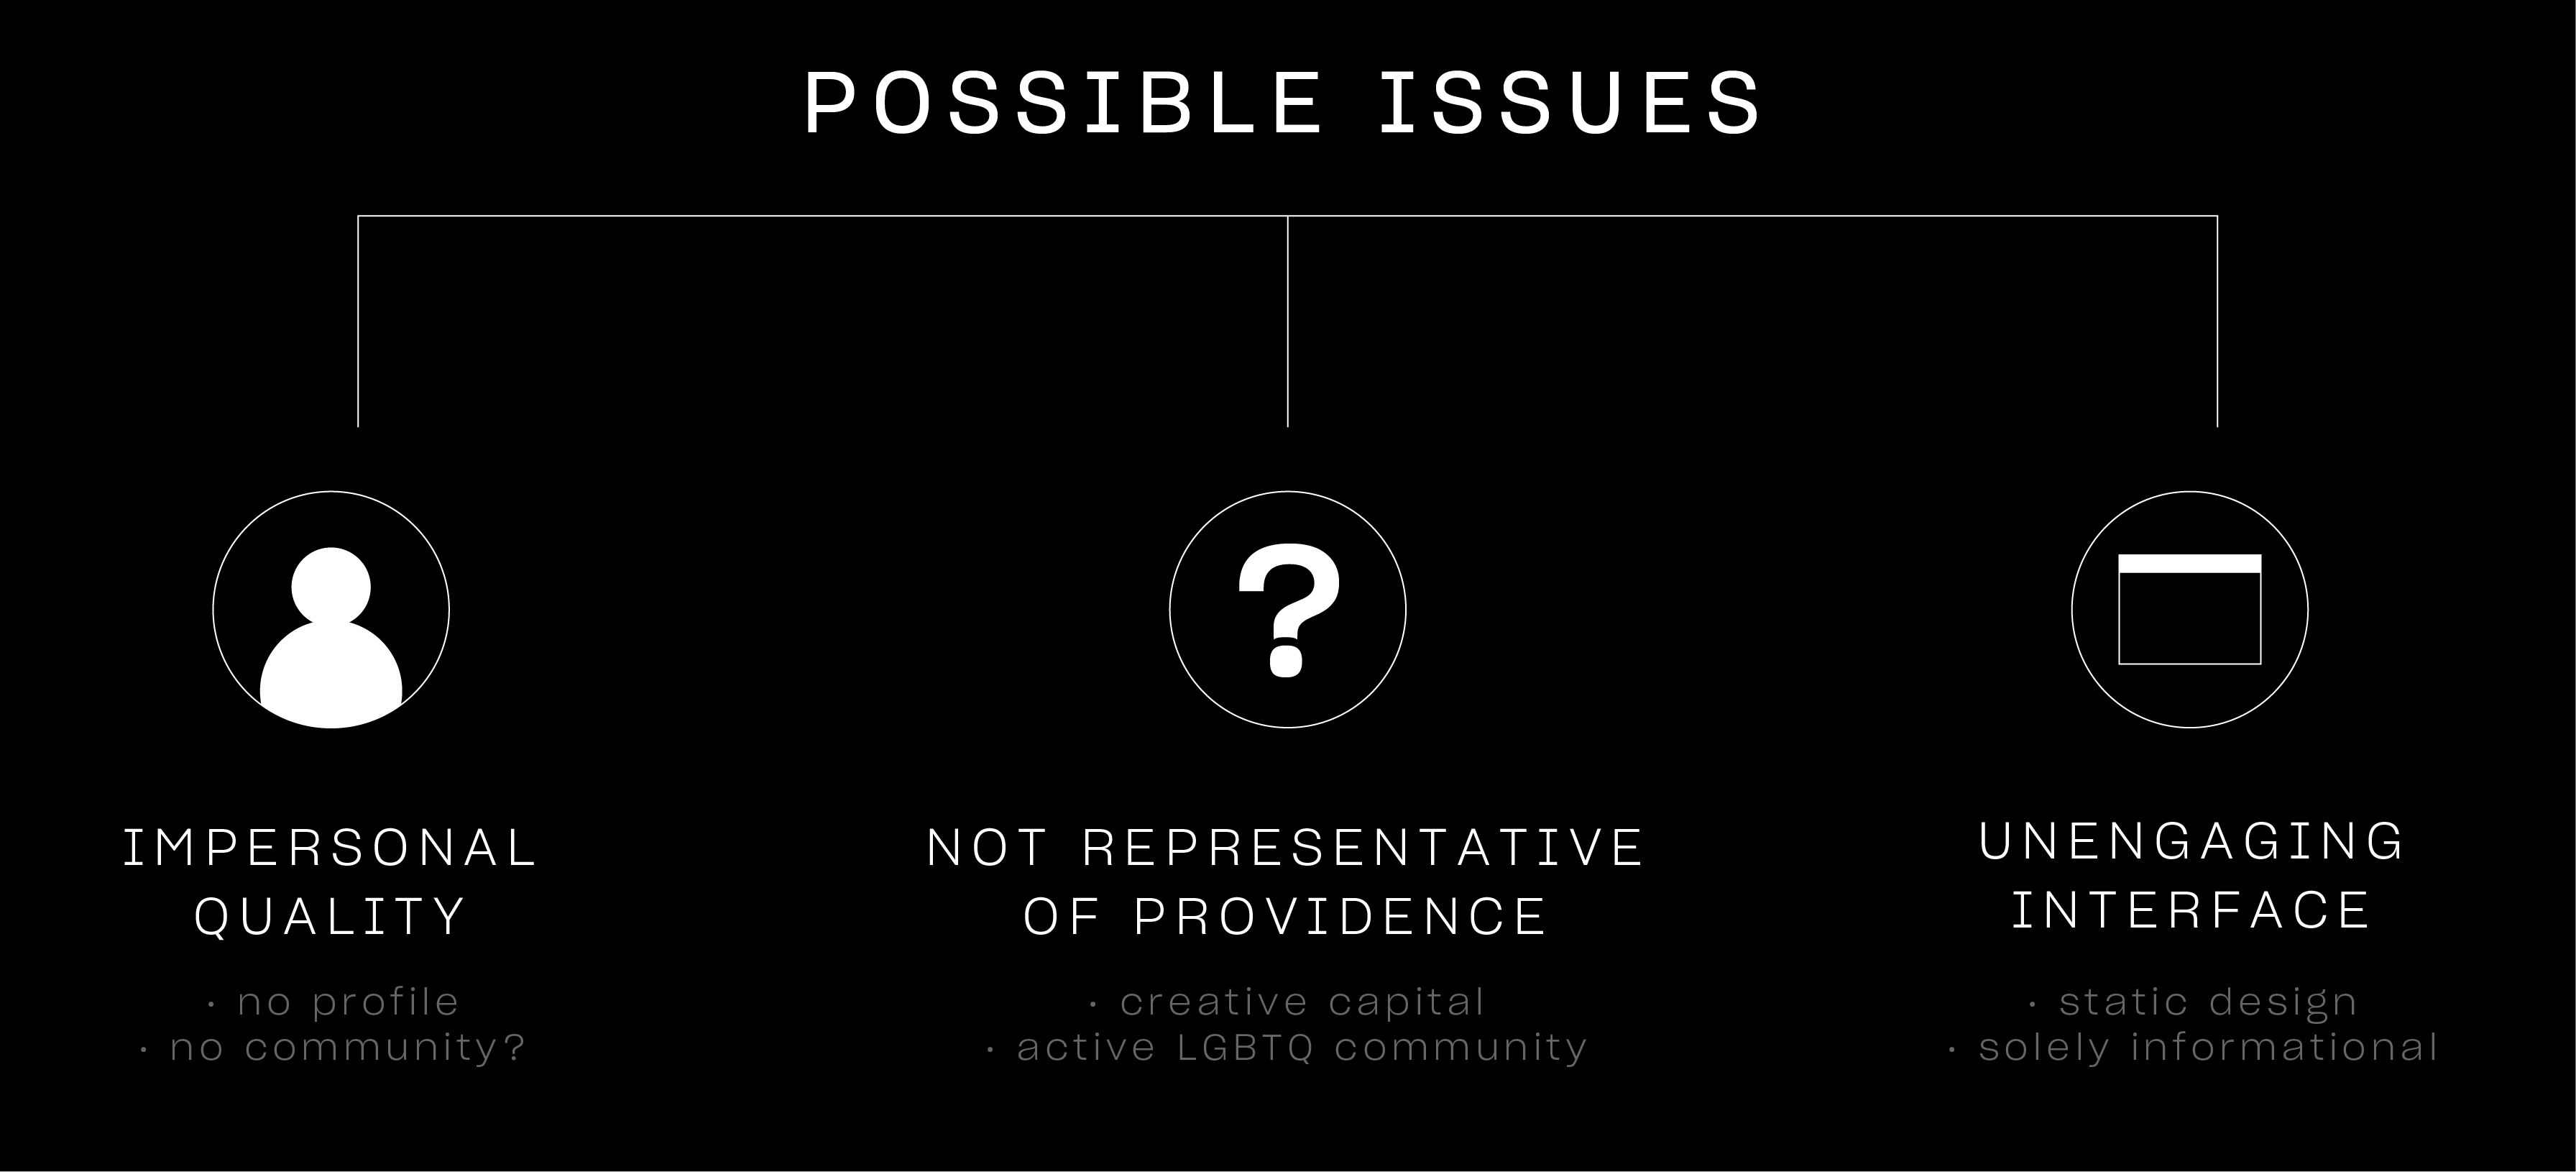 POSSIBLE ISSUES
?
IMPERSONAL
QUALITY
• no profile
• no community?
NOT REPRESENTATIVE
OF PROVIDENCE
• creative capital
• active LGBTQ community
UNENGAGING
INTERFACE
• static design
• solely informational